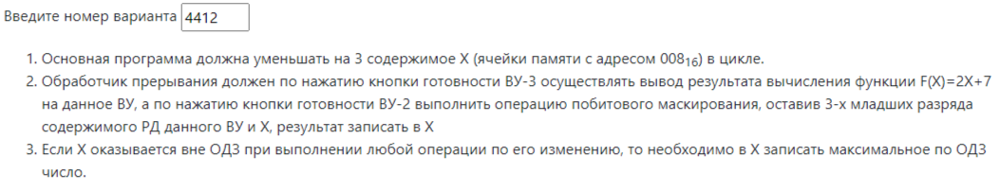 Введите номер варианта 4412
1. Основная программа должна уменьшать на 3 содержимое X (ячейки памяти с адресом 008₁₆) в цикле.
2. Обработчик прерывания должен по нажатию кнопки готовности ВУ-3 осуществлять вывод результата вычисления функции F(X)=2X+7
на данное ВУ, а по нажатию кнопки готовности ВУ-2 выполнить операцию побитового маскирования, оставив 3-х младших разряда
содержимого РД данного ВУ и X, результат записать в X
3. Если X оказывается вне ОДЗ при выполнении любой операции по его изменению, то необходимо в X записать максимальное по ОДЗ
число.